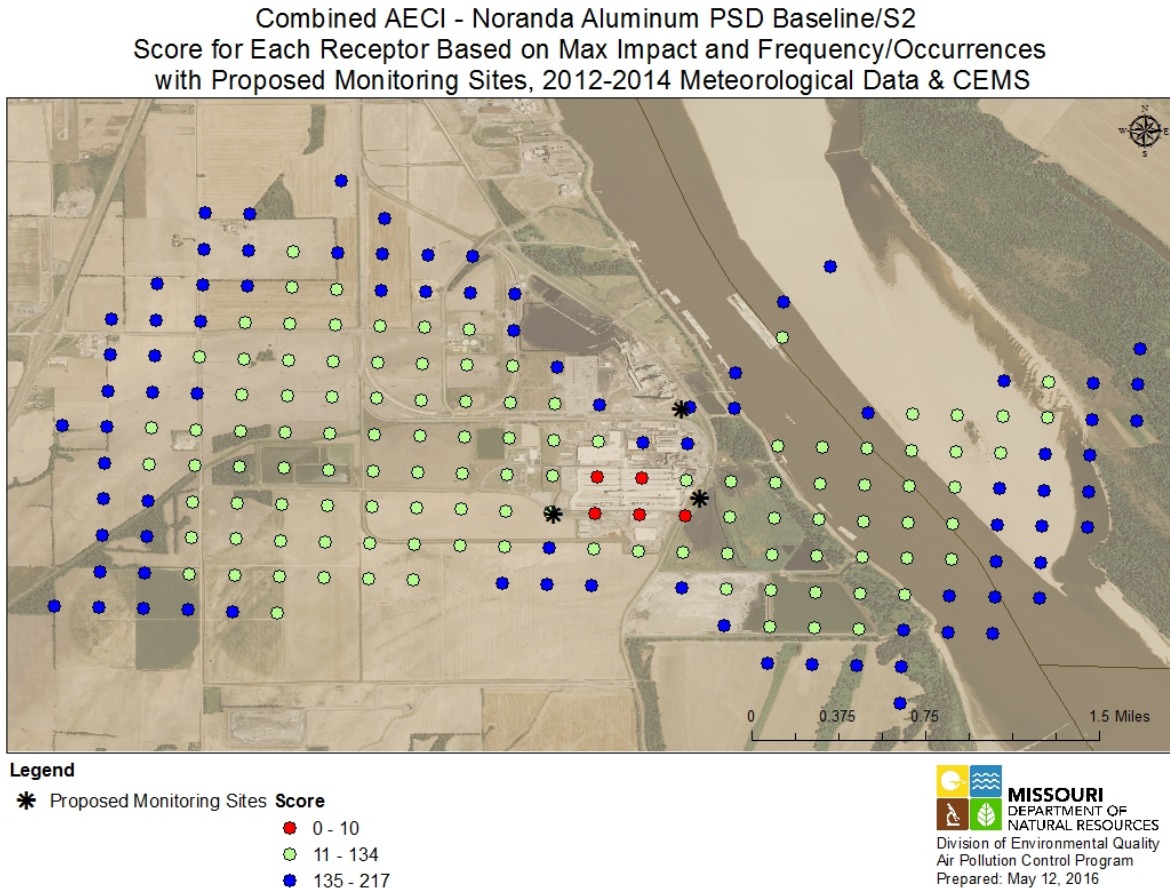 Combined AECI - Noranda Aluminum PSD Baseline/S2
Score for Each Receptor Based on Max Impact and Frequency/Occurrences
with Proposed Monitoring Sites, 2012-2014 Meteorological Data & CEMS
N
W E
S
0 0.375 0.75 1.5 Miles
Legend
Proposed Monitoring Sites Score
0 - 10
11 - 134
135 - 217
MISSOURI
DEPARTMENT OF
NATURAL RESOURCES
Division of Environmental Quality
Air Pollution Control Program
Prepared: May 12, 2016